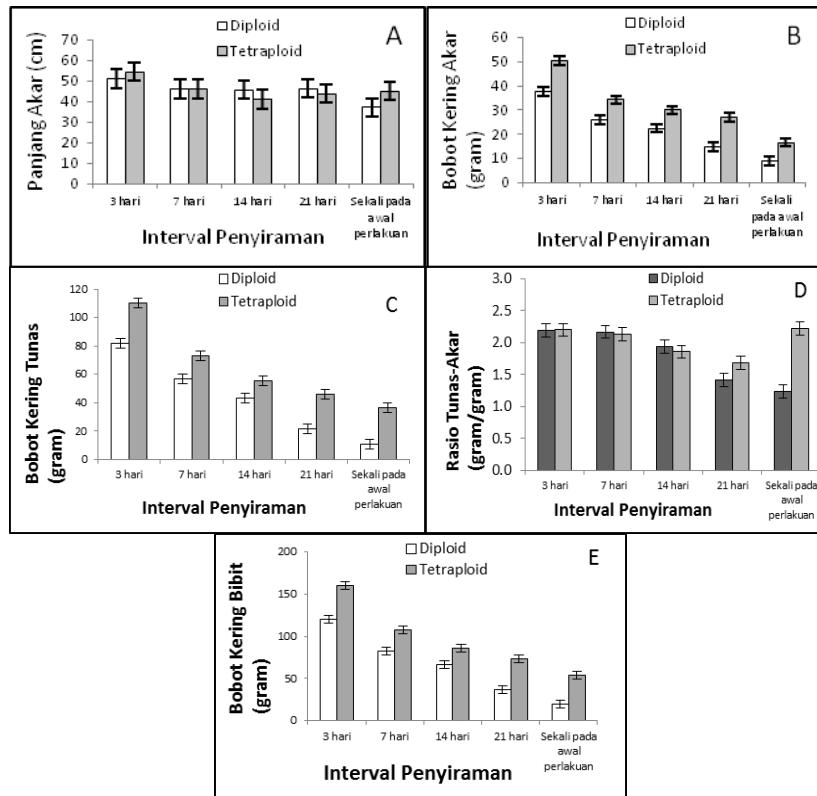 Diploid
Tetraploid
A
Panjang Akar (cm)
70
60
50
40
30
20
10
0
3 hari 7 hari 14 hari 21 hari Sekali pada
awal
perlakuan
Interval Penyiraman
Diploid
Tetraploid
B
Bobot Kering Akar
(gram)
60
50
40
30
20
10
0
3 hari 7 hari 14 hari 21 hari Sekali
pada awal
perlakuan
Interval Penyiraman
Diploid
Tetraploid
C
Bobot Kering Tunas
(gram)
120
100
80
60
40
20
0
3 hari 7 hari 14 hari 21 hari Sekali pada
awal
perlakuan
Interval Penyiraman
Diploid
Tetraploid
D
Rasio Tunas-Akar
(gram/gram)
3.0
2.5
2.0
1.5
1.0
0.5
0.0
3 hari 7 hari 14 hari 21 hari Sekali pada
awal
perlakuan
Interval Penyiraman
Diploid
Tetraploid
E
Bobot Kering Bibit
(gram)
200
150
100
50
0
3 hari 7 hari 14 hari 21 hari Sekali pada
awal
perlakuan
Interval Penyiraman